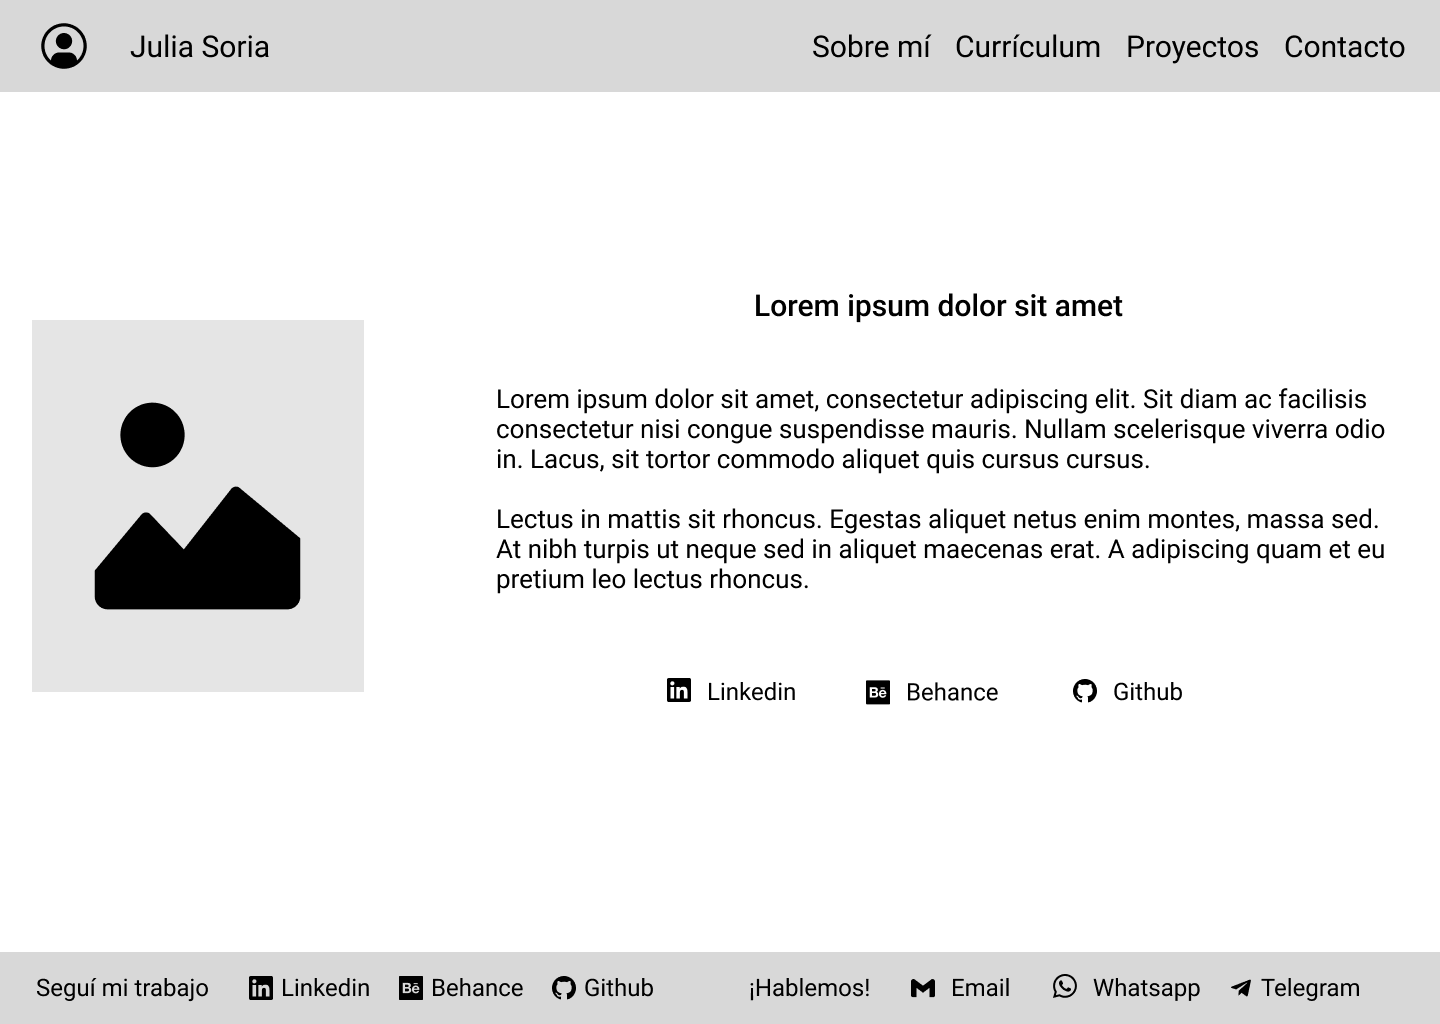 Julia Soria
Sobre mí Currículum Proyectos Contacto
Lorem ipsum dolor sit amet
Lorem ipsum dolor sit amet, consectetur adipiscing elit. Sit diam ac facilisis
consectetur nisi congue suspendisse mauris. Nullam scelerisque viverra odio
in. Lacus, sit tortor commodo aliquet quis cursus cursus.
Lectus in mattis sit rhoncus. Egestas aliquet netus enim montes, massa sed.
At nibh turpis ut neque sed in aliquet maecenas erat. A adipiscing quam et eu
pretium leo lectus rhoncus.
in Linkedin Bē Behance Github
Seguí mi trabajo in Linkedin Bē Behance Github ¡Hablemos! Email Whatsapp Telegram